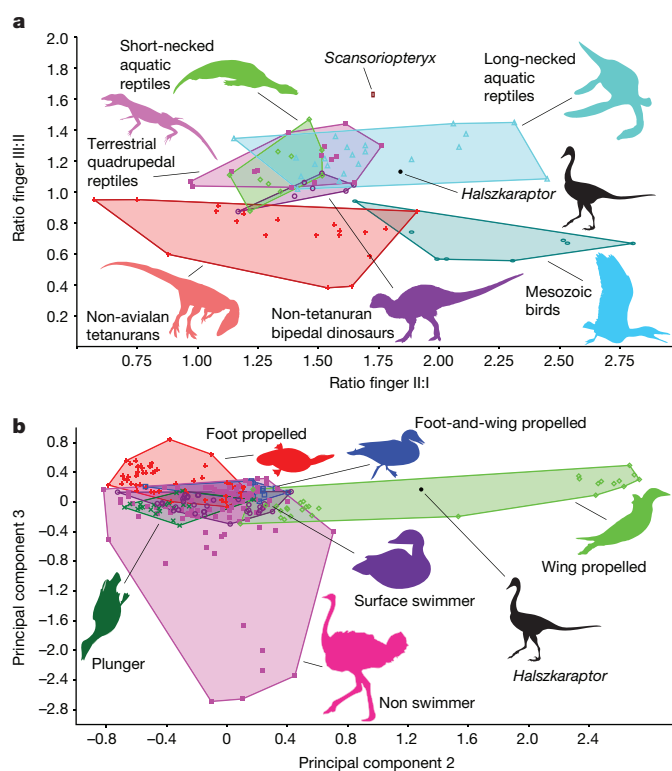 a
2.0
1.8
1.6
1.4
1.2
1.0
0.8
0.6
0.4
0.2
Ratio finger III:II
Short-necked
aquatic
reptiles
Scansoriopteryx
Long-necked
aquatic
reptiles
Terrestrial
quadrupedal
reptiles
Halszkaraptor
Non-avialian
tetanurans
Non-tetanuran
bipedal dinosaurs
Mesozoic
birds
0.75 1.00 1.25 1.50 1.75 2.00 2.25 2.50 2.75
Ratio finger II:I
b
0.8
0.4
0
−0.4
−0.8
−1.2
−1.6
−2.0
−2.4
−2.8
Principal component 3
Foot propelled
Foot-and-wing propelled
Wing propelled
Surface swimmer
Plunger
Non swimmer
Halszkaraptor
−0.8 −0.4 0 0.4 0.8 1.2 1.6 2.0 2.4
Principal component 2